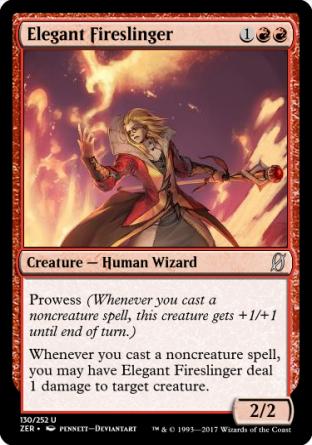 Elegant Fireslinger 1
Creature — Human Wizard
Prowess (Whenever you cast a
noncreature spell, this creature gets +1/+1
until end of turn.)
Whenever you cast a noncreature spell,
you may have Elegant Fireslinger deal
1 damage to target creature.
2/2
130/252 U
ZER • PENNETT-DEVIANTART ™ & © 1993—2017 Wizards of the Coast